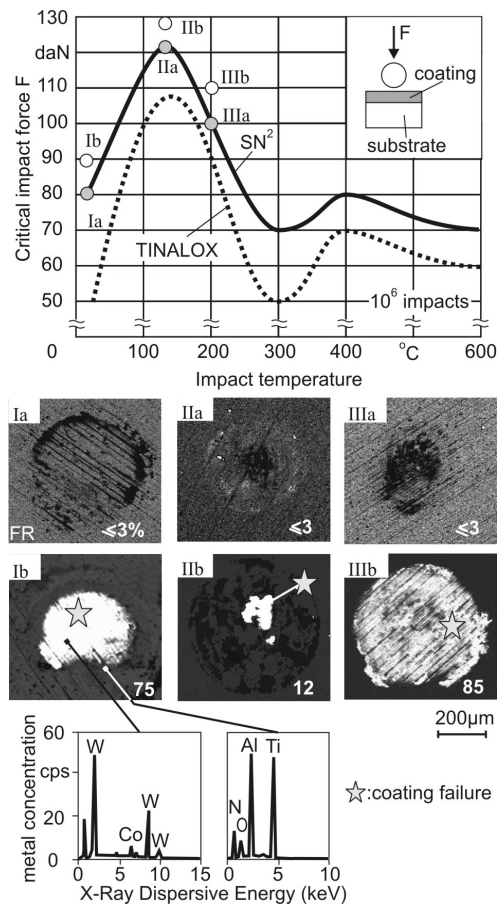 130
daN
110
100
90
80
70
60
50
Critical impact force F
Ib
Ia
IIb
IIa
IIIb
IIIa
SN²
TINALOX
F
coating
substrate
10⁶ impacts
0
100
200
300
400
°C
600
Impact temperature
Ia
FR
⩽3%
IIa
⩽3
IIIa
⩽3
Ib
75
IIb
12
IIIb
85
200µm
metal concentration
60
cps
20
0
W
Co
W
W
0
5
10
15
N
O
Al
Ti
0
5
10
X-Ray Dispersive Energy (keV)
:coating failure